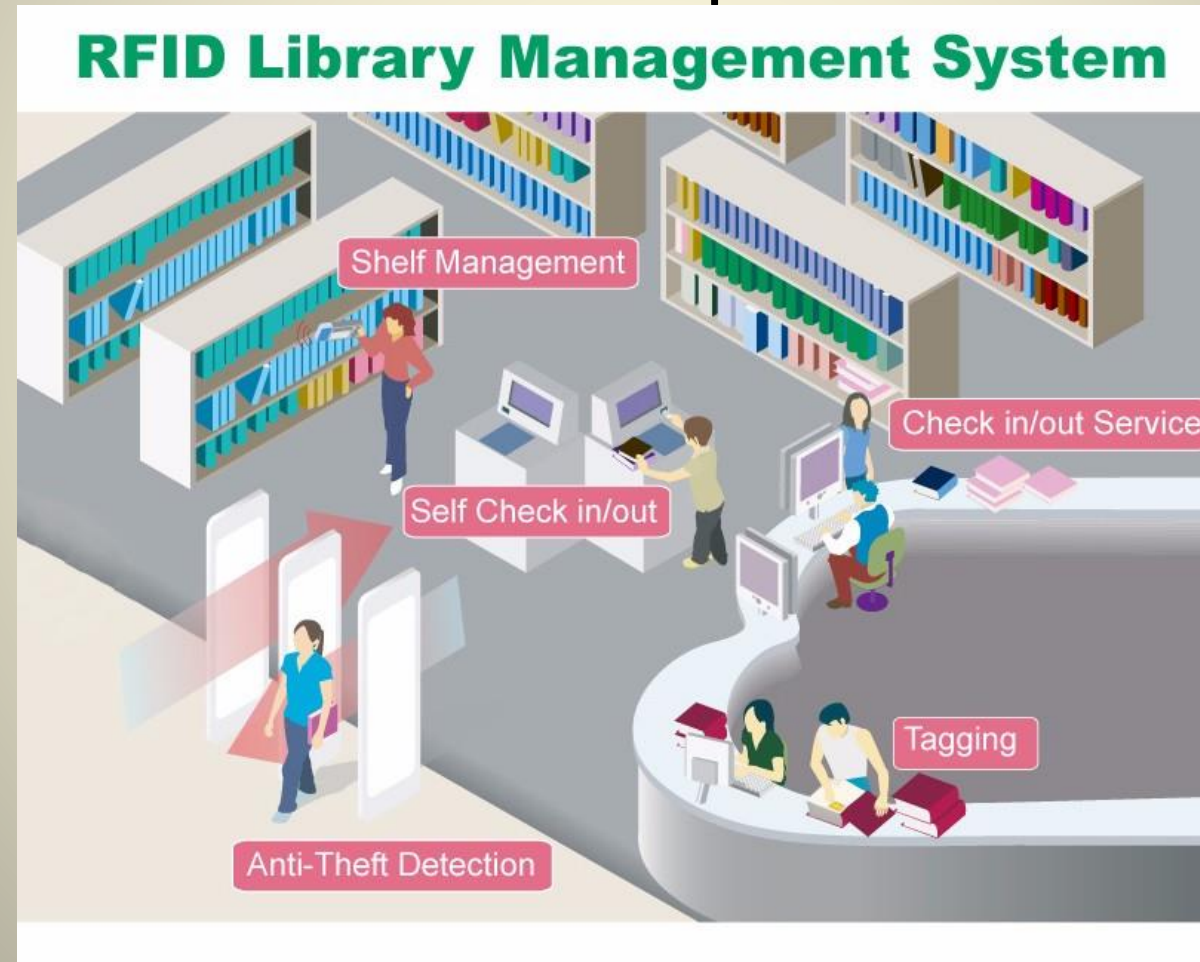 RFID Library Management System
Shelf Management
Check in/out Service
Self Check in/out
Tagging
Anti-Theft Detection